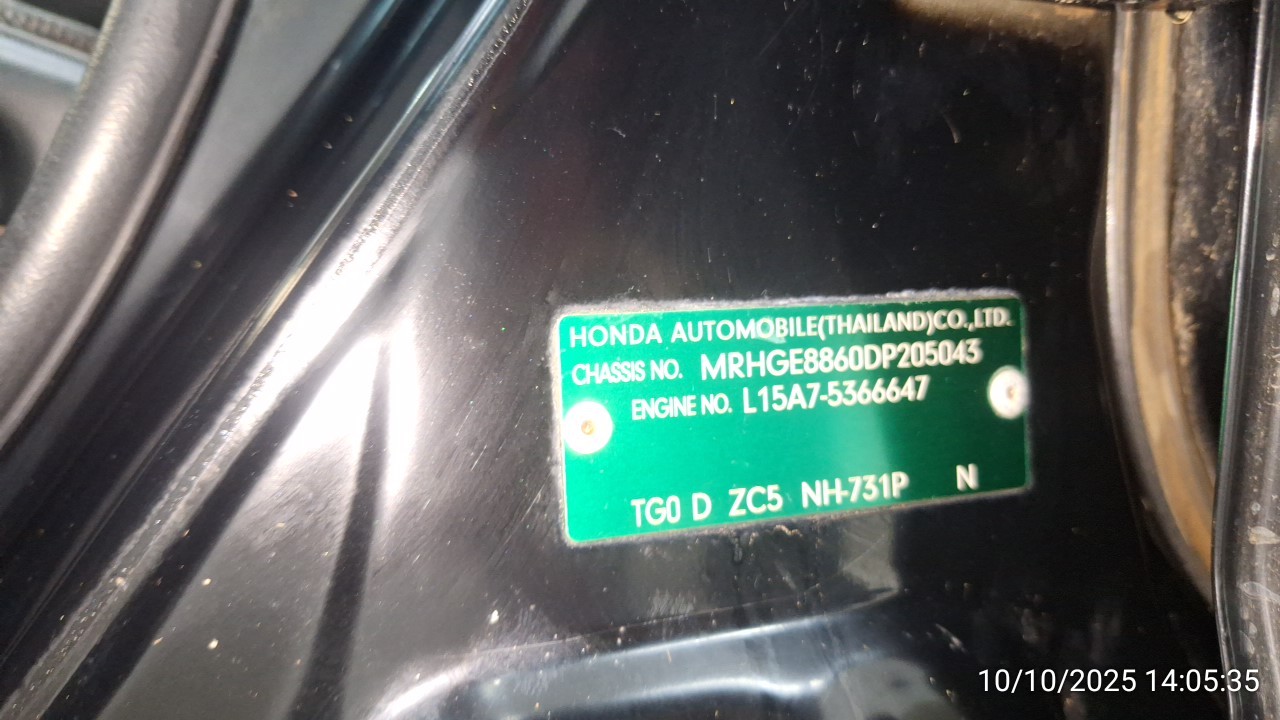 HONDA AUTOMOBILE(THAILAND)CO.,LTD.
CHASSIS NO. MRHGE8860DP205043
ENGINE NO. L15A7-5366647
TG0 D ZC5 NH-731P N
10/10/2025 14:05:35